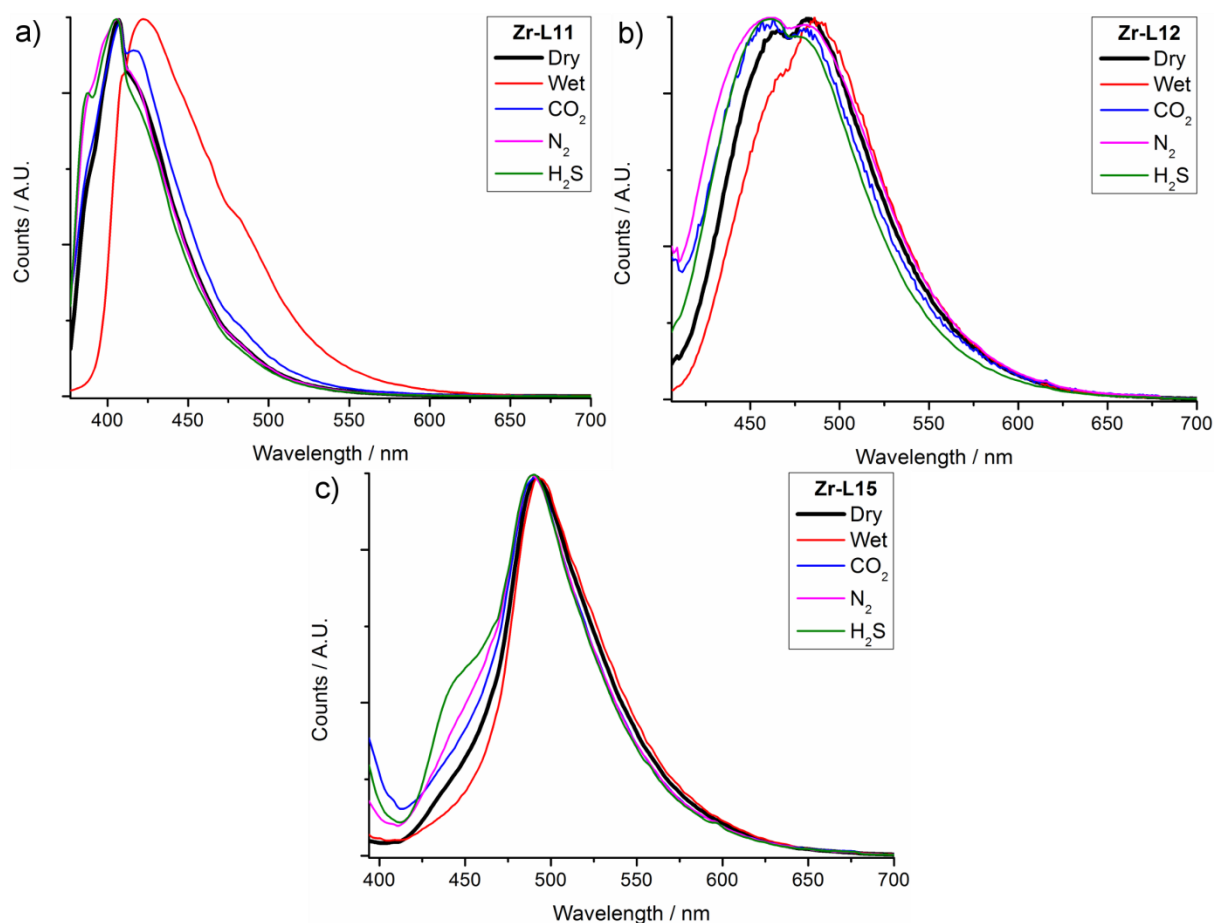 a)
Zr-L11
Dry
Wet
CO₂
N₂
H₂S
Counts / A.U.
400 450 500 550 600 650 700
Wavelength / nm
b)
Zr-L12
Dry
Wet
CO₂
N₂
H₂S
Counts / A.U.
450 500 550 600 650 700
Wavelength / nm
c)
Zr-L15
Dry
Wet
CO₂
N₂
H₂S
Counts / A.U.
400 450 500 550 600 650 700
Wavelength / nm